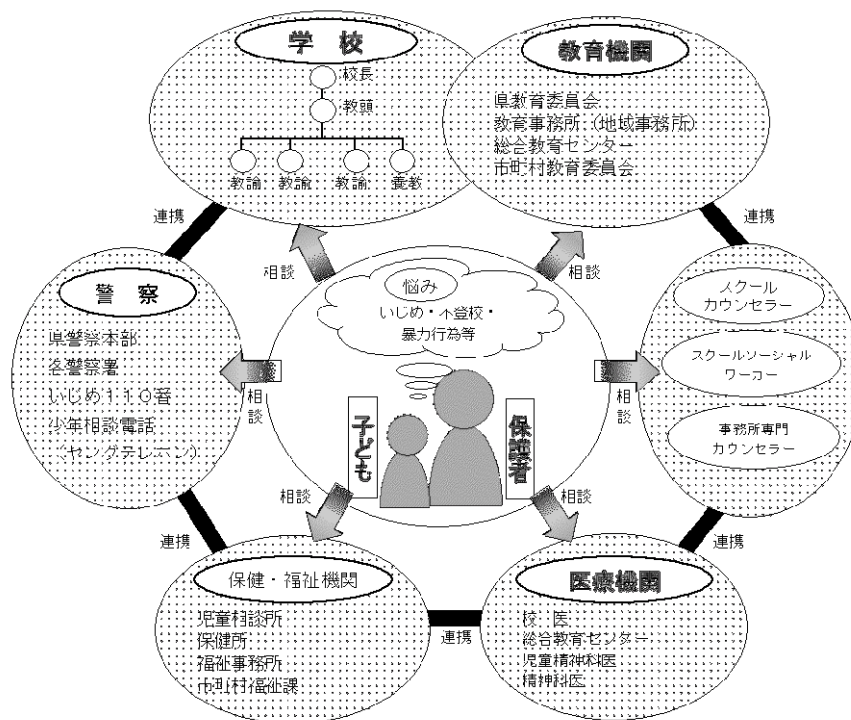 学　校
校長
教頭
教諭
教諭
教諭
養教
教育機関
県教育委員会
教育事務所（地域事務所）
総合教育センター
市町村教育委員会
連携
連携
相談
相談
悩み
いじめ・不登校・
暴力行為等
警　察
県警察本部
各警察署
いじめ１１０番
少年相談電話
（ヤングテレホン）
相談
相談
スクール
カウンセラー
スクールソーシャル
ワーカー
事務所専門
カウンセラー
子ども
保護者
相談
相談
連携
連携
保健・福祉機関
児童相談所
保健所
福祉事務所
市町村福祉課
連携
医療機関
校　医
総合教育センター
児童精神科医
精神科医